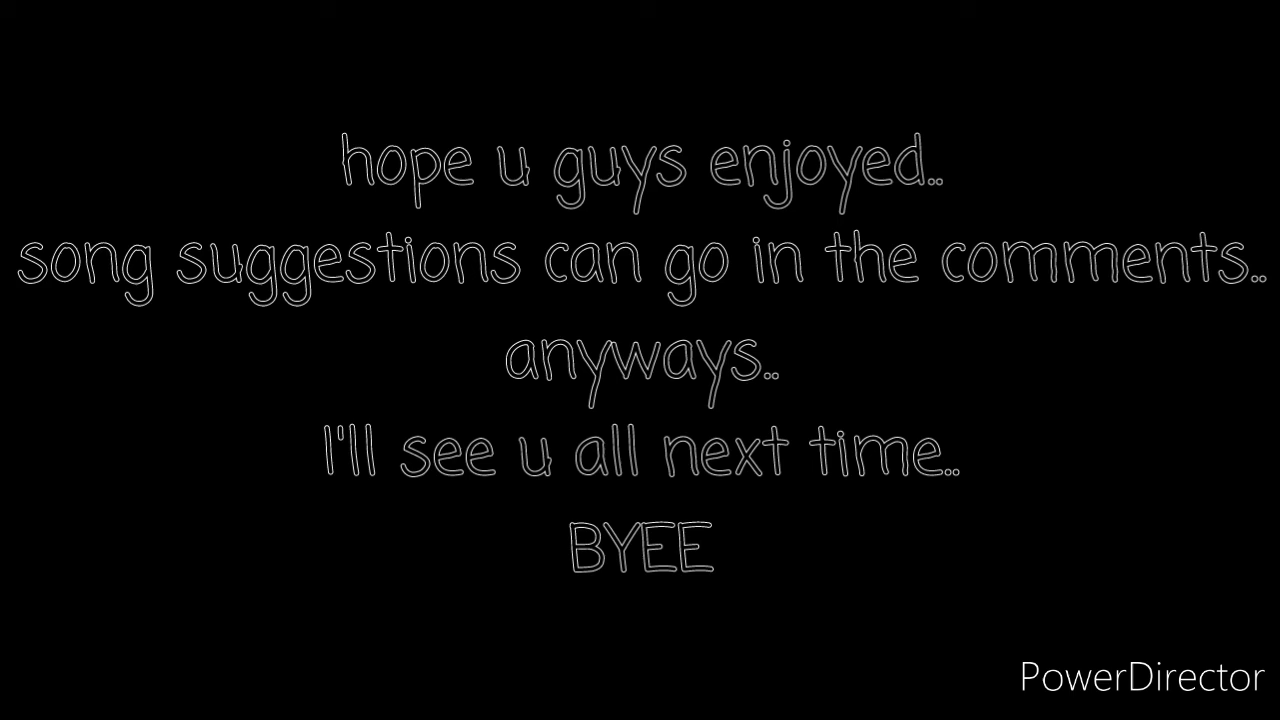 hope u guys enjoyed..
song suggestions can go in the comments..
anyways..
I'll see u all next time..
BYEE
PowerDirector